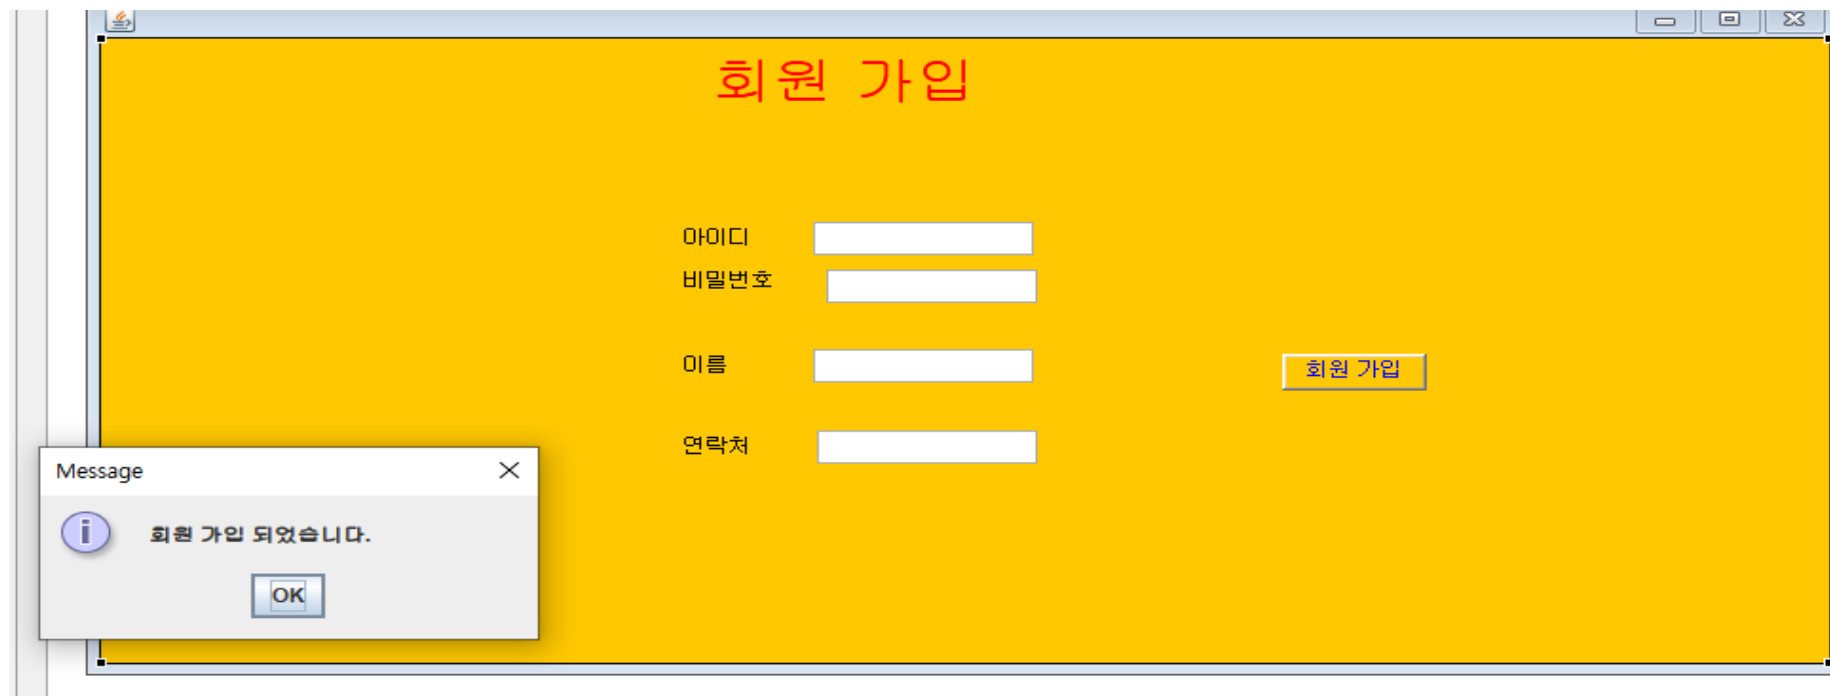 회원 가입
아이디
비밀번호
이름
회원 가입
연락처
Message
회원 가입 되었습니다.
OK